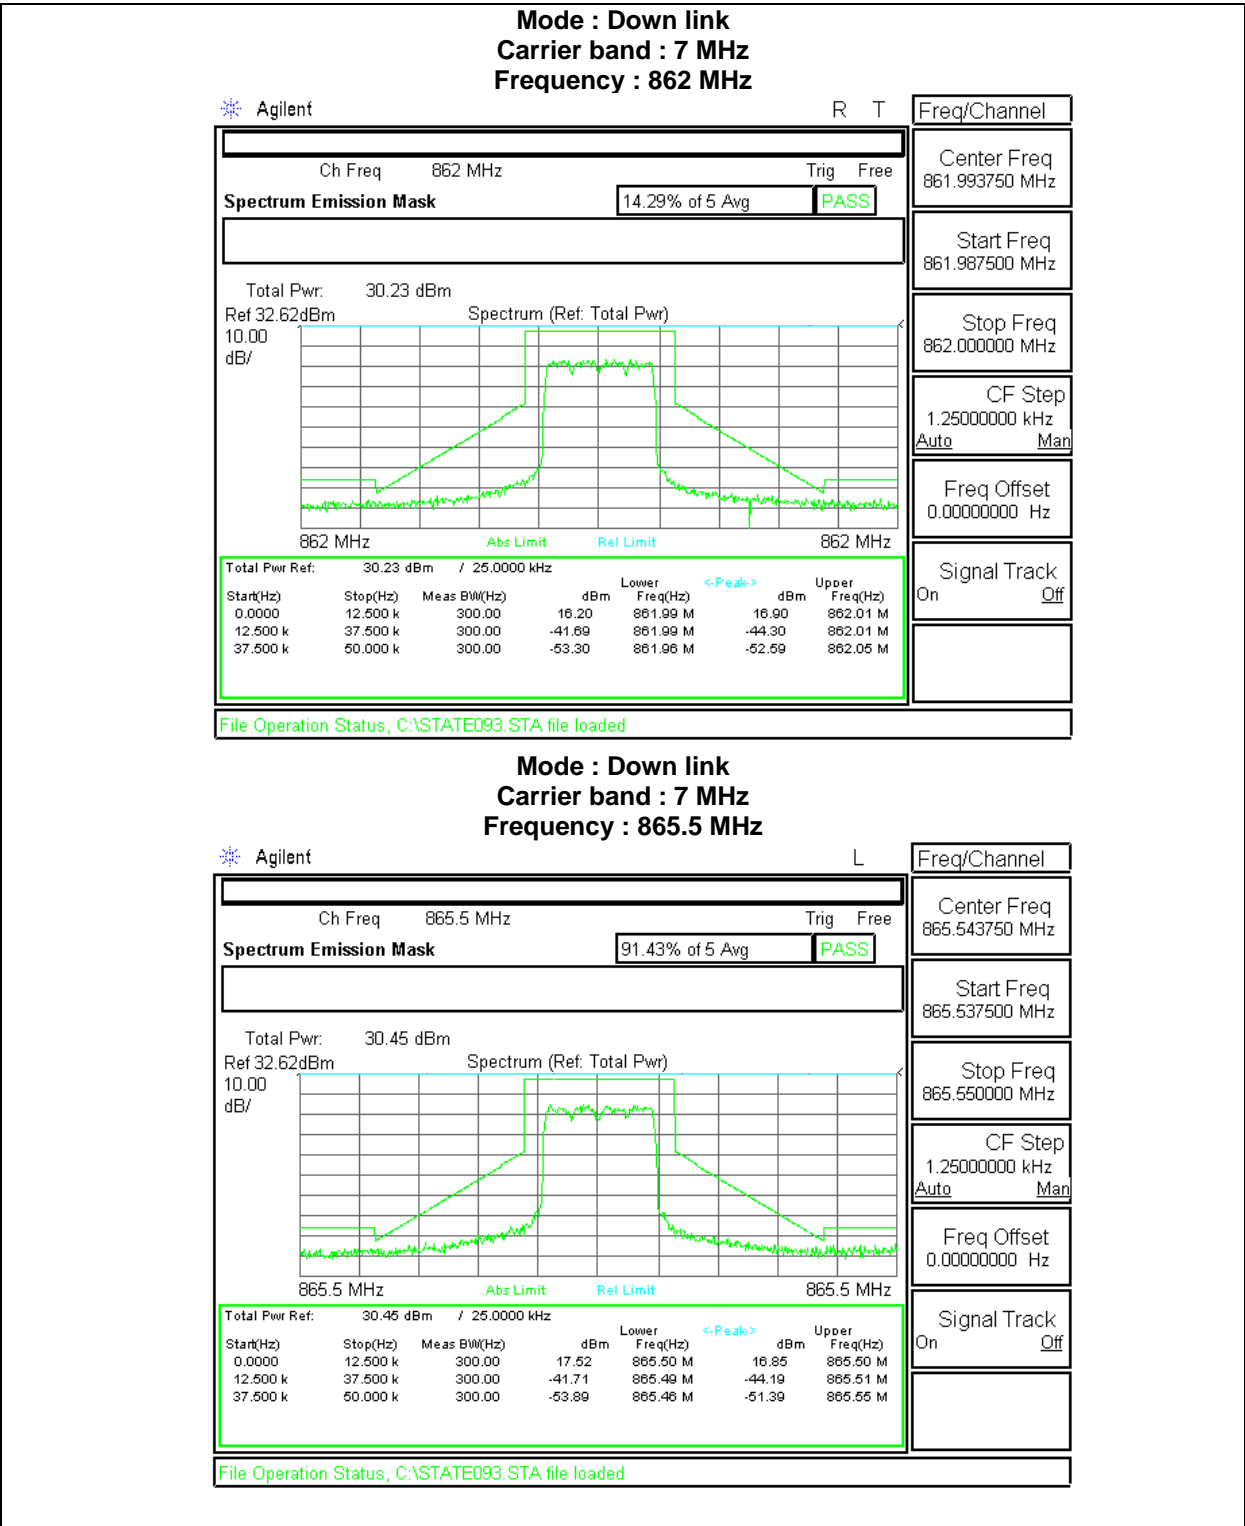 Mode : Down link
Carrier band : 7 MHz
Frequency : 862 MHz
Agilent R T Freq/Channel
Ch Freq 862 MHz Trig Free
Spectrum Emission Mask 14.29% of 5 Avg PASS
Center Freq
861.993750 MHz
Start Freq
861.987500 MHz
Stop Freq
862.000000 MHz
CF Step
1.25000000 kHz
Auto Man
Freq Offset
0.00000000 Hz
Signal Track
On Off
Total Pwr: 30.23 dBm
Ref 32.62dBm Spectrum (Ref: Total Pwr)
10.00
dB/
862 MHz Abs Limit Rel Limit 862 MHz
Total Pwr Ref: 30.23 dBm / 25.0000 kHz
Lower <-Peak-> Upper
Start(Hz) Stop(Hz) Meas BW(Hz) dBm Freq(Hz) dBm Freq(Hz)
0.0000 12.500 k 300.00 16.20 861.99 M 16.90 862.01 M
12.500 k 37.500 k 300.00 -41.69 861.99 M -44.30 862.01 M
37.500 k 50.000 k 300.00 -53.30 861.96 M -52.59 862.05 M
File Operation Status, C:\STATE093.STA file loaded
Mode : Down link
Carrier band : 7 MHz
Frequency : 865.5 MHz
Agilent L Freq/Channel
Ch Freq 865.5 MHz Trig Free
Spectrum Emission Mask 91.43% of 5 Avg PASS
Center Freq
865.543750 MHz
Start Freq
865.537500 MHz
Stop Freq
865.550000 MHz
CF Step
1.25000000 kHz
Auto Man
Freq Offset
0.00000000 Hz
Signal Track
On Off
Total Pwr: 30.45 dBm
Ref 32.62dBm Spectrum (Ref: Total Pwr)
10.00
dB/
865.5 MHz Abs Limit Rel Limit 865.5 MHz
Total Pwr Ref: 30.45 dBm / 25.0000 kHz
Lower <-Peak-> Upper
Start(Hz) Stop(Hz) Meas BW(Hz) dBm Freq(Hz) dBm Freq(Hz)
0.0000 12.500 k 300.00 17.52 865.50 M 16.85 865.50 M
12.500 k 37.500 k 300.00 -41.71 865.49 M -44.19 865.51 M
37.500 k 50.000 k 300.00 -53.89 865.46 M -51.39 865.55 M
File Operation Status, C:\STATE093.STA file loaded